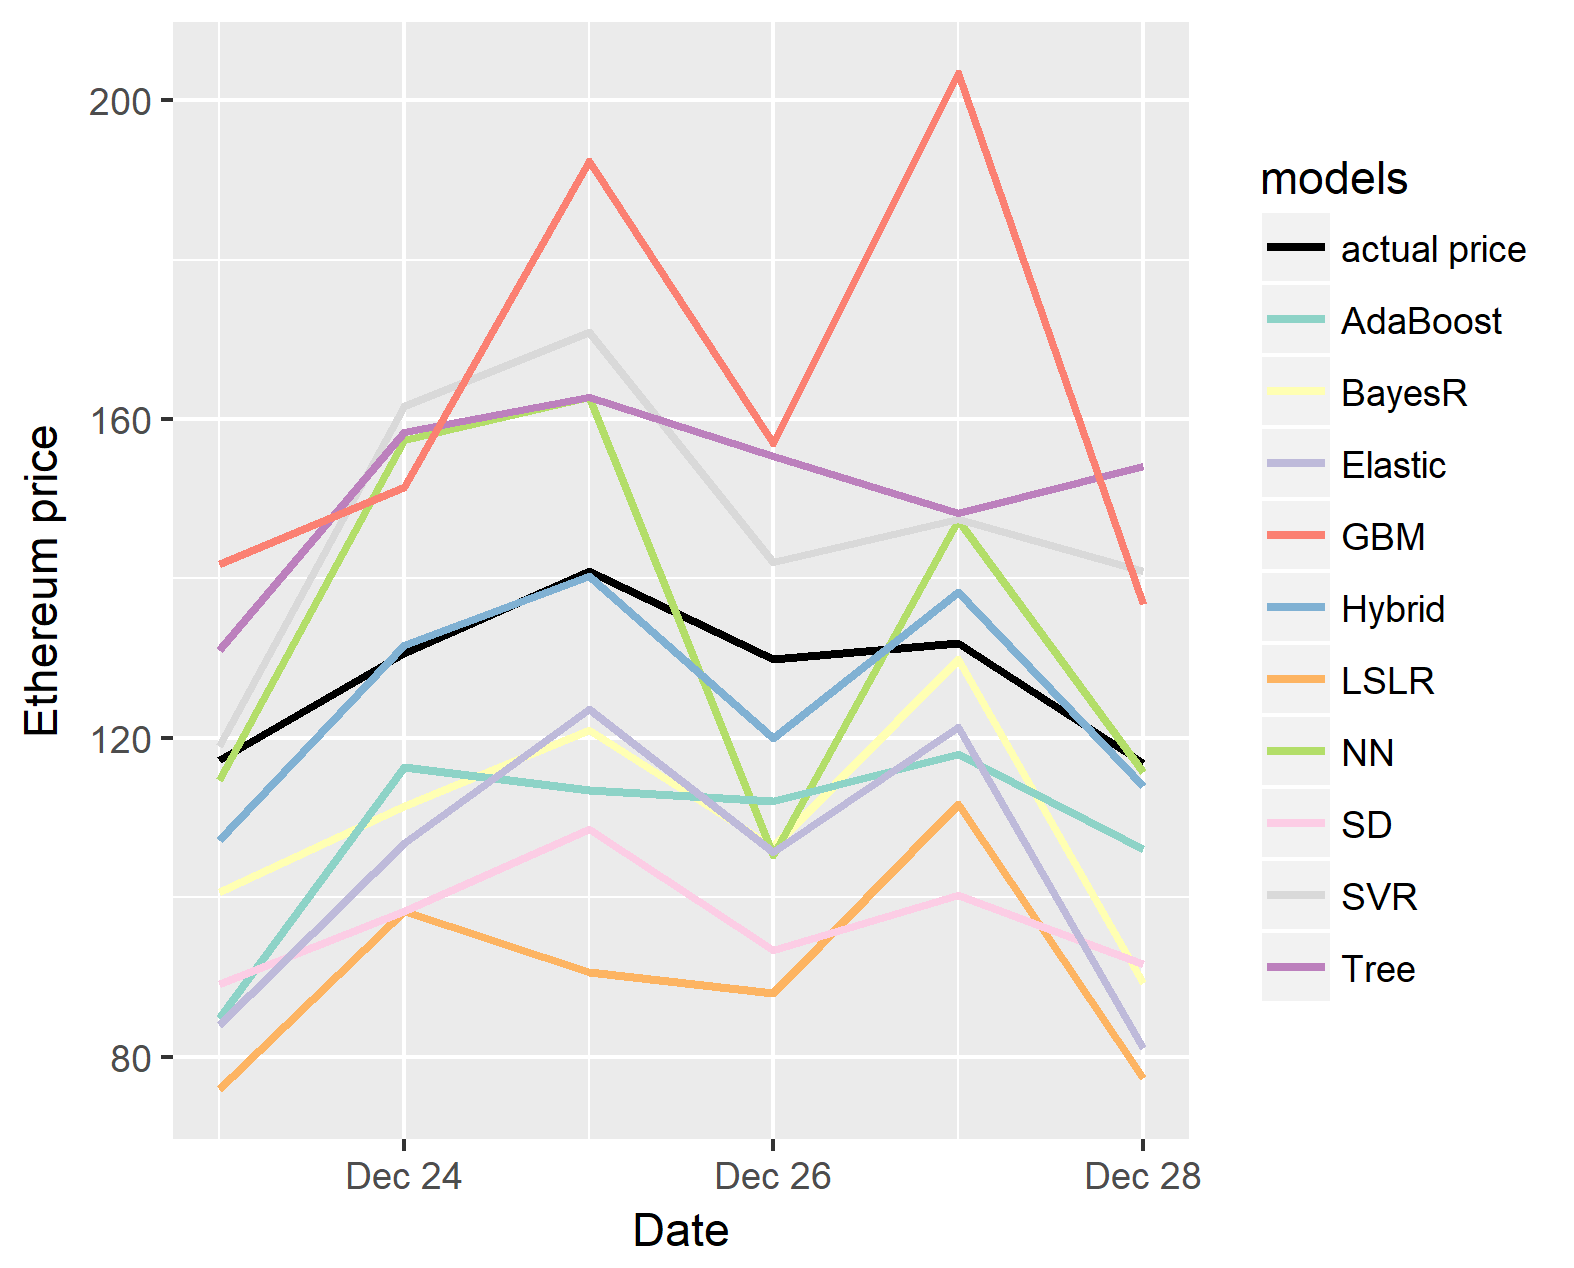 200
160
120
80
Ethereum price
Dec 24
Dec 26
Dec 28
Date
models
actual price
AdaBoost
BayesR
Elastic
GBM
Hybrid
LSLR
NN
SD
SVR
Tree